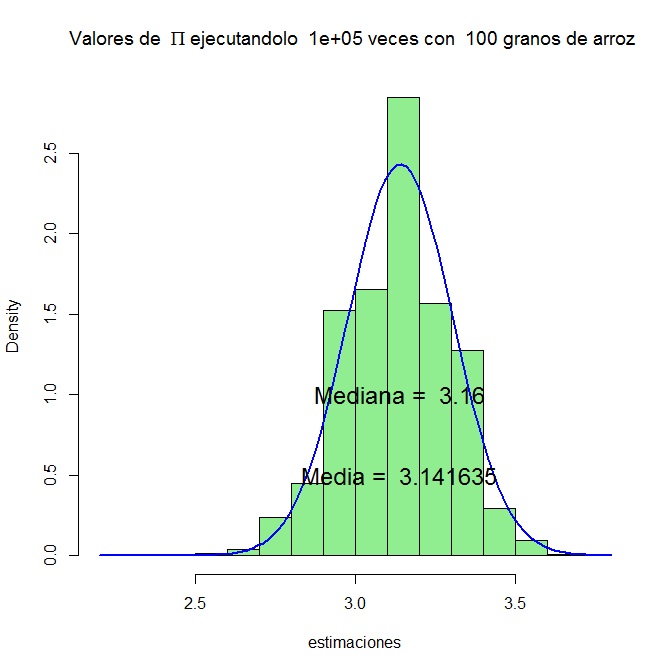 Valores de Π ejecutandolo 1e+05 veces con 100 granos de arroz
2.5
2.0
1.5
1.0
0.5
0.0
Density
Mediana = 3.16
Media = 3.141635
2.5 3.0 3.5
estimaciones